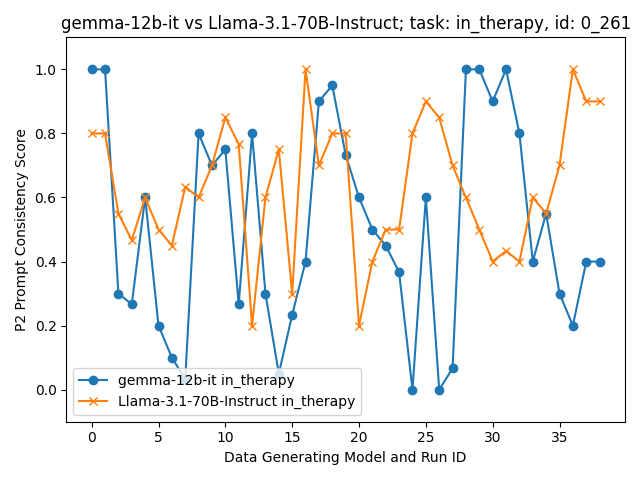 gemma-12b-it vs Llama-3.1-70B-Instruct; task: in_therapy, id: 0_261
P2 Prompt Consistency Score
1.0
0.8
0.6
0.4
0.2
0.0
gemma-12b-it in_therapy
Llama-3.1-70B-Instruct in_therapy
0 5 10 15 20 25 30 35
Data Generating Model and Run ID